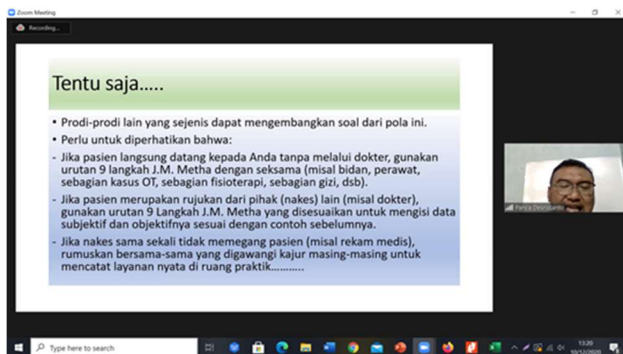 Zoom Meeting
Recording...
Tentu saja.....
• Prodi-prodi lain yang sejenis dapat mengembangkan soal dari pola ini.
• Perlu untuk diperhatikan bahwa:
- Jika pasien langsung datang kepada Anda tanpa melalui dokter, gunakan
urutan 9 langkah J.M. Metha dengan seksama (misal bidan, perawat,
sebagian kasus OT, sebagian fisioterapi, sebagian gizi, dsb).
- Jika pasien merupakan rujukan dari pihak (nakes) lain (misal dokter),
gunakan urutan 9 Langkah J.M. Metha yang disesuaikan untuk mengisi data
subjektif dan objektifnya sesuai dengan contoh sebelumnya.
- Jika nakes sama sekali tidak memegang pasien (misal rekam medis),
rumuskan bersama-sama yang digawangi kajur masing-masing untuk
mencatat layanan nyata di ruang praktik...........
Type here to search
13:20
10/12/2020